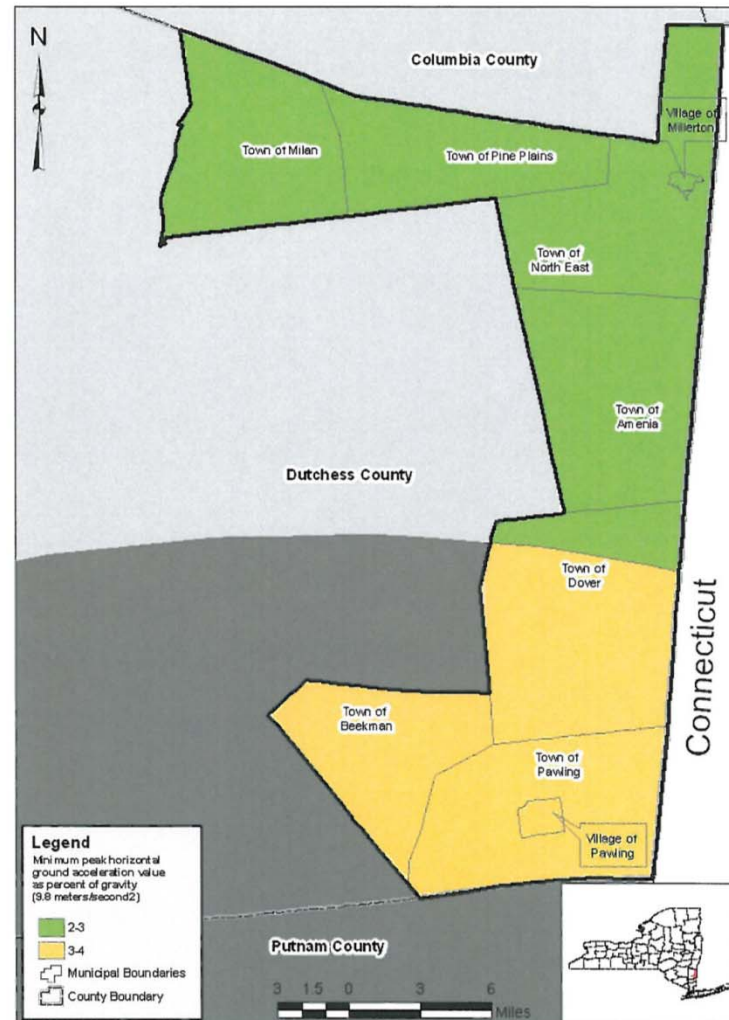 N
Columbia County
Village of
Millerton
Town of Milan
Town of Pine Plains
Town of
North East
Town of
Amenia
Dutchess County
Town of
Dover
Connecticut
Town of
Beekman
Town of
Pawling
Village of
Pawling
Legend
Minimum peak horizontal
ground acceleration value
as percent of gravity
(9.8 meters/second2)
2-3
3-4
Municipal Boundaries
County Boundary
Putnam County
3 1.5 0 3 6
Miles